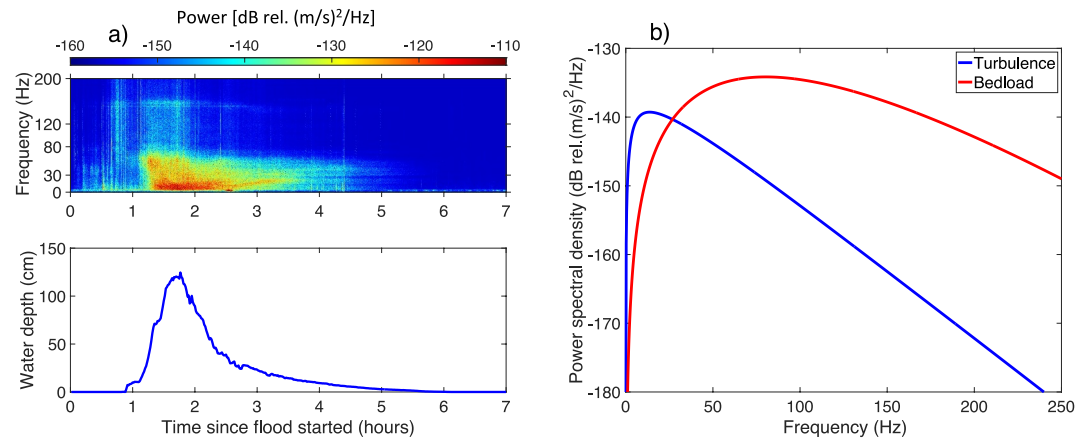 Power [dB rel. (m/s)²/Hz]
a)
-160 -150 -140 -130 -120 -110
Frequency (Hz)
200
120
60
30
0
0 1 2 3 4 5 6 7
Water depth (cm)
150
100
50
0
0 1 2 3 4 5 6 7
Time since flood started (hours)
b)
Turbulence
Bedload
Power spectral density (dB rel.(m/s)²/Hz)
-130
-140
-150
-160
-170
-180
0 50 100 150 200 250
Frequency (Hz)